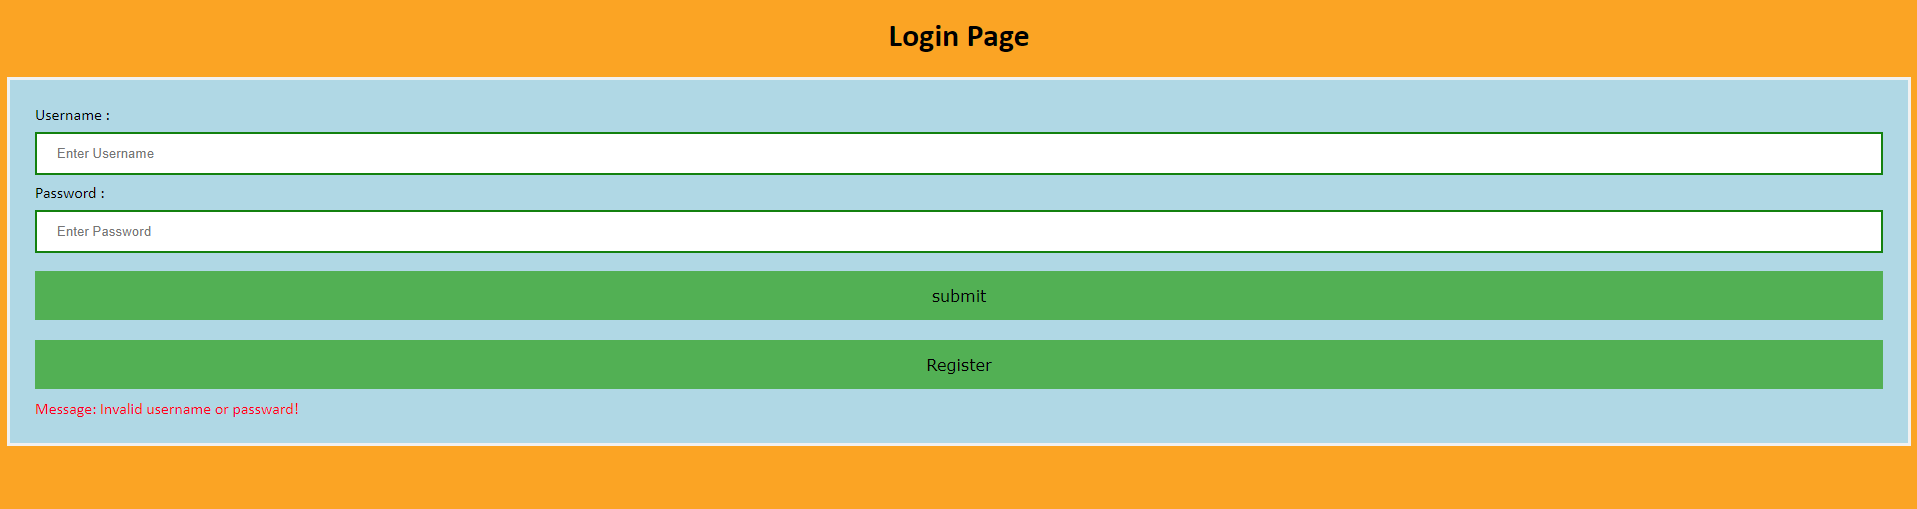 Login Page
Username :
Enter Username
Password :
Enter Password
submit
Register
Message: Invalid username or passward!